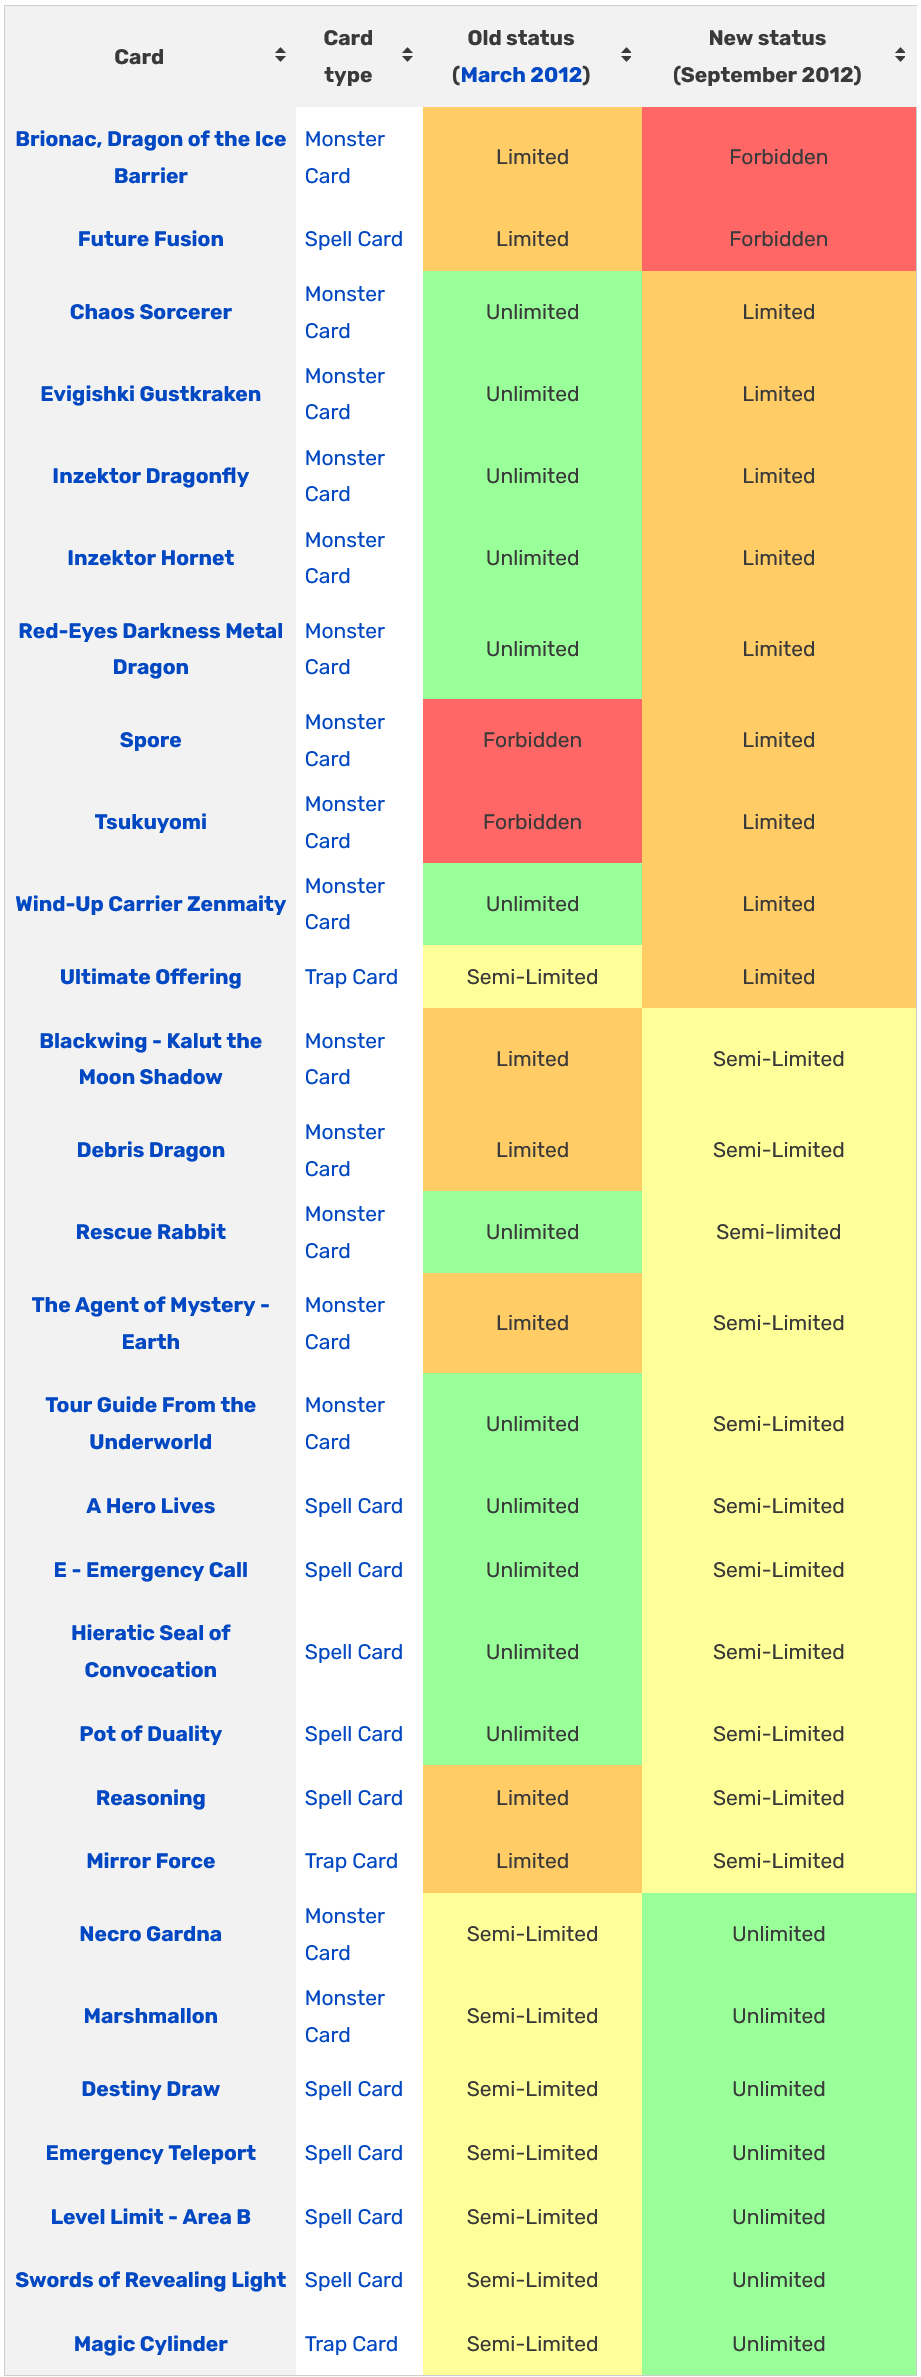 Card Card type Old status (March 2012) New status (September 2012)
Brionac, Dragon of the Ice Barrier Monster Card Limited Forbidden
Future Fusion Spell Card Limited Forbidden
Chaos Sorcerer Monster Card Unlimited Limited
Evigishki Gustkraken Monster Card Unlimited Limited
Inzektor Dragonfly Monster Card Unlimited Limited
Inzektor Hornet Monster Card Unlimited Limited
Red-Eyes Darkness Metal Dragon Monster Card Unlimited Limited
Spore Monster Card Forbidden Limited
Tsukuyomi Monster Card Forbidden Limited
Wind-Up Carrier Zenmaity Monster Card Unlimited Limited
Ultimate Offering Trap Card Semi-Limited Limited
Blackwing - Kalut the Moon Shadow Monster Card Limited Semi-Limited
Debris Dragon Monster Card Limited Semi-Limited
Rescue Rabbit Monster Card Unlimited Semi-limited
The Agent of Mystery - Earth Monster Card Limited Semi-Limited
Tour Guide From the Underworld Monster Card Unlimited Semi-Limited
A Hero Lives Spell Card Unlimited Semi-Limited
E - Emergency Call Spell Card Unlimited Semi-Limited
Hieratic Seal of Convocation Spell Card Unlimited Semi-Limited
Pot of Duality Spell Card Unlimited Semi-Limited
Reasoning Spell Card Limited Semi-Limited
Mirror Force Trap Card Limited Semi-Limited
Necro Gardna Monster Card Semi-Limited Unlimited
Marshmallon Monster Card Semi-Limited Unlimited
Destiny Draw Spell Card Semi-Limited Unlimited
Emergency Teleport Spell Card Semi-Limited Unlimited
Level Limit - Area B Spell Card Semi-Limited Unlimited
Swords of Revealing Light Spell Card Semi-Limited Unlimited
Magic Cylinder Trap Card Semi-Limited Unlimited